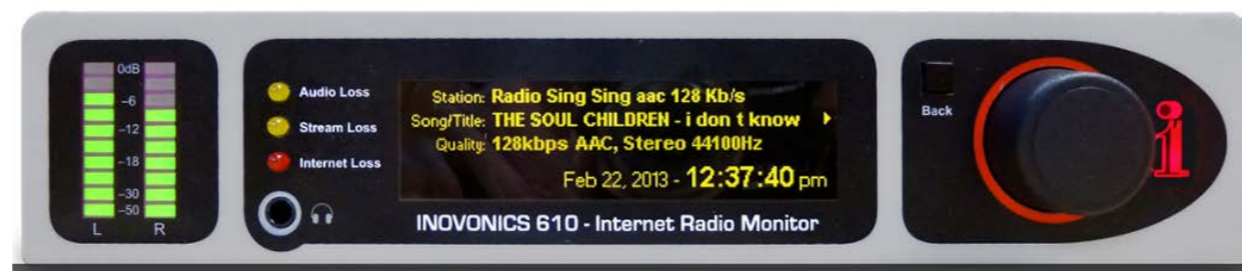 0dB
-6
-12
-18
-30
-50
L R
Audio Loss
Stream Loss
Internet Loss
Station: Radio Sing Sing aac 128 Kb/s
Song/Title: THE SOUL CHILDREN - i don t know
Quality: 128kbps AAC, Stereo 44100Hz
Feb 22, 2013 - 12:37:40 pm
INOVONICS 610 - Internet Radio Monitor
Back
i